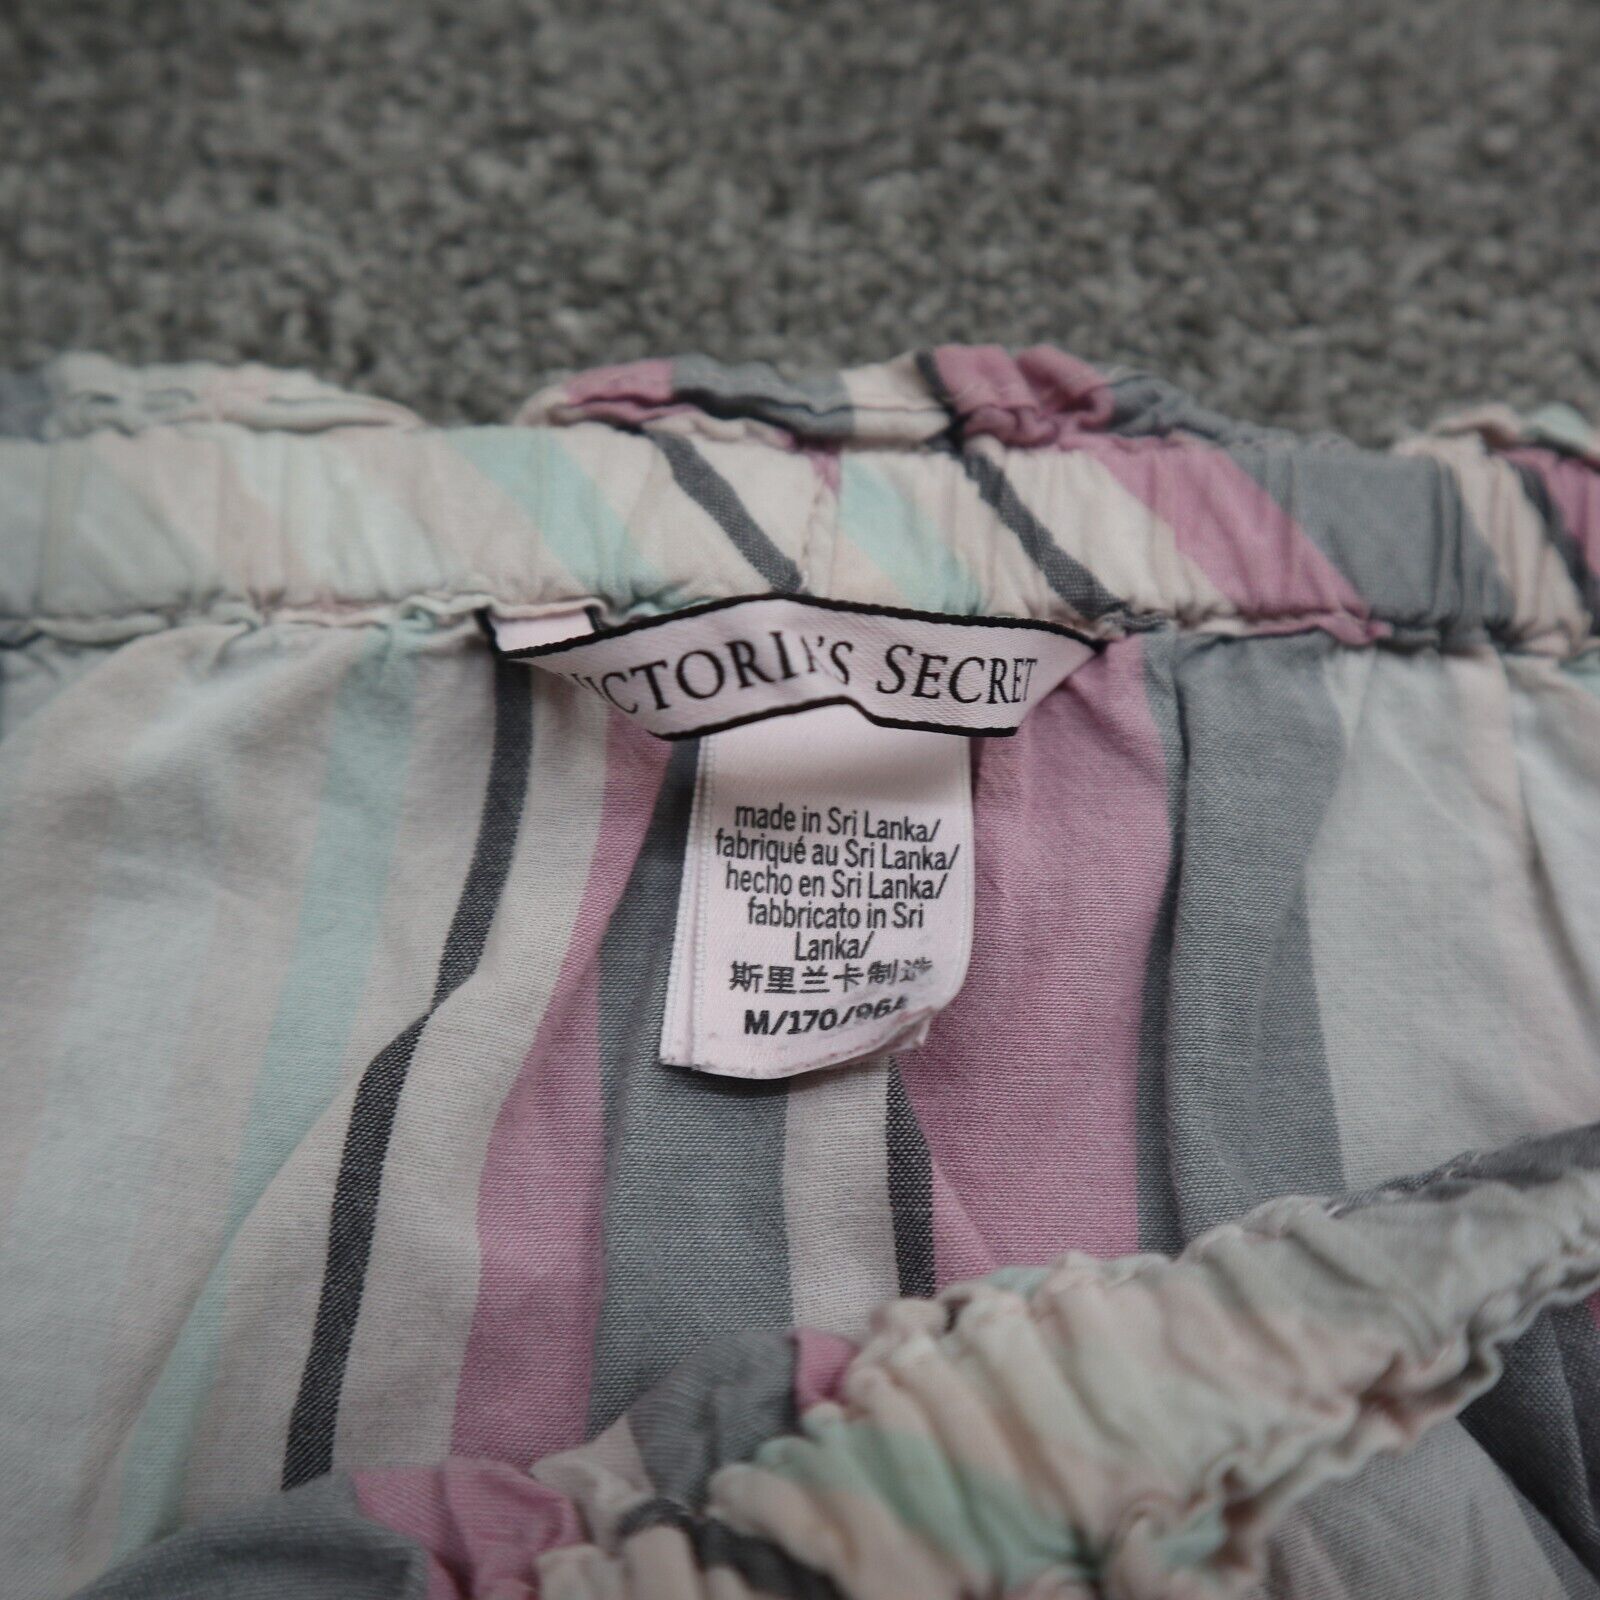 VICTORIA'S SECRET
made in Sri Lanka/
fabriqué au Sri Lanka/
hecho en Sri Lanka/
fabbricato in Sri
Lanka/
斯里兰卡制造
M/170/96A